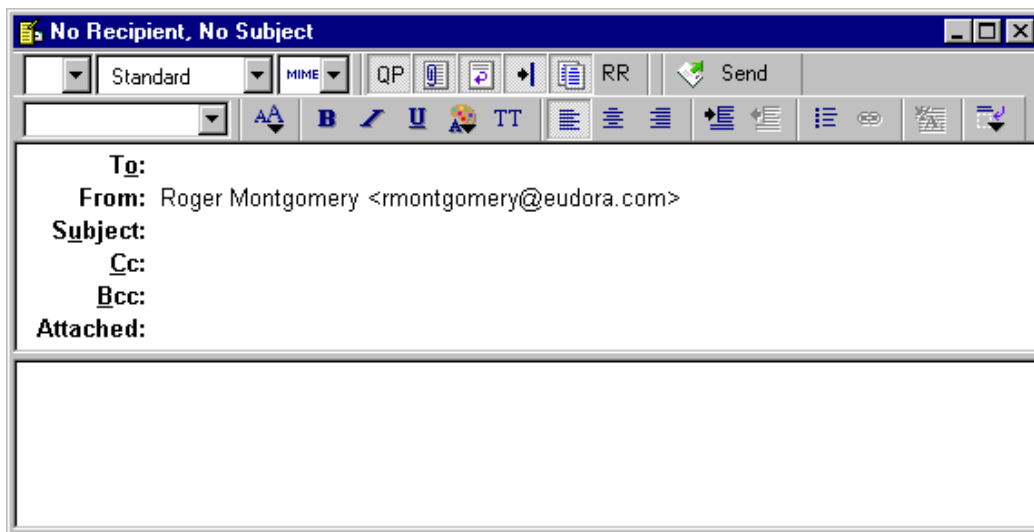 No Recipient, No Subject
Standard MIME QP RR Send
B I U A TT
To:
From: Roger Montgomery <rmontgomery@eudora.com>
Subject:
Cc:
Bcc:
Attached: